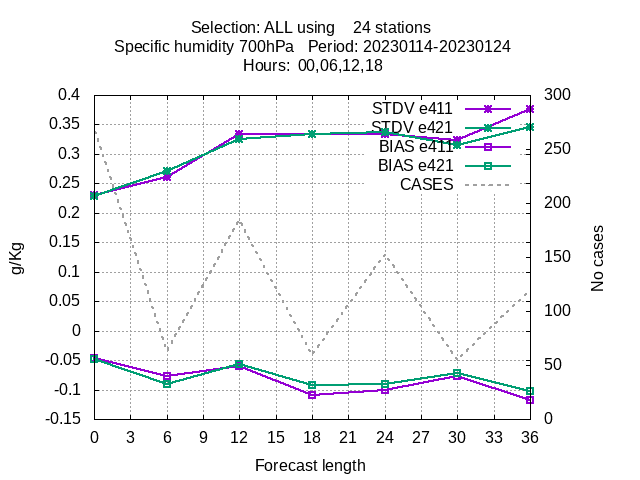 Selection: ALL using    24 stations
Specific humidity 700hPa   Period: 20230114-20230124
Hours: 00,06,12,18
0.4
0.35
0.3
0.25
0.2
0.15
0.1
0.05
0
-0.05
-0.1
-0.15
g/Kg
STDV e411
STDV e421
BIAS e411
BIAS e421
CASES
300
250
200
150
100
50
0
No cases
0 3 6 9 12 15 18 21 24 27 30 33 36
Forecast length